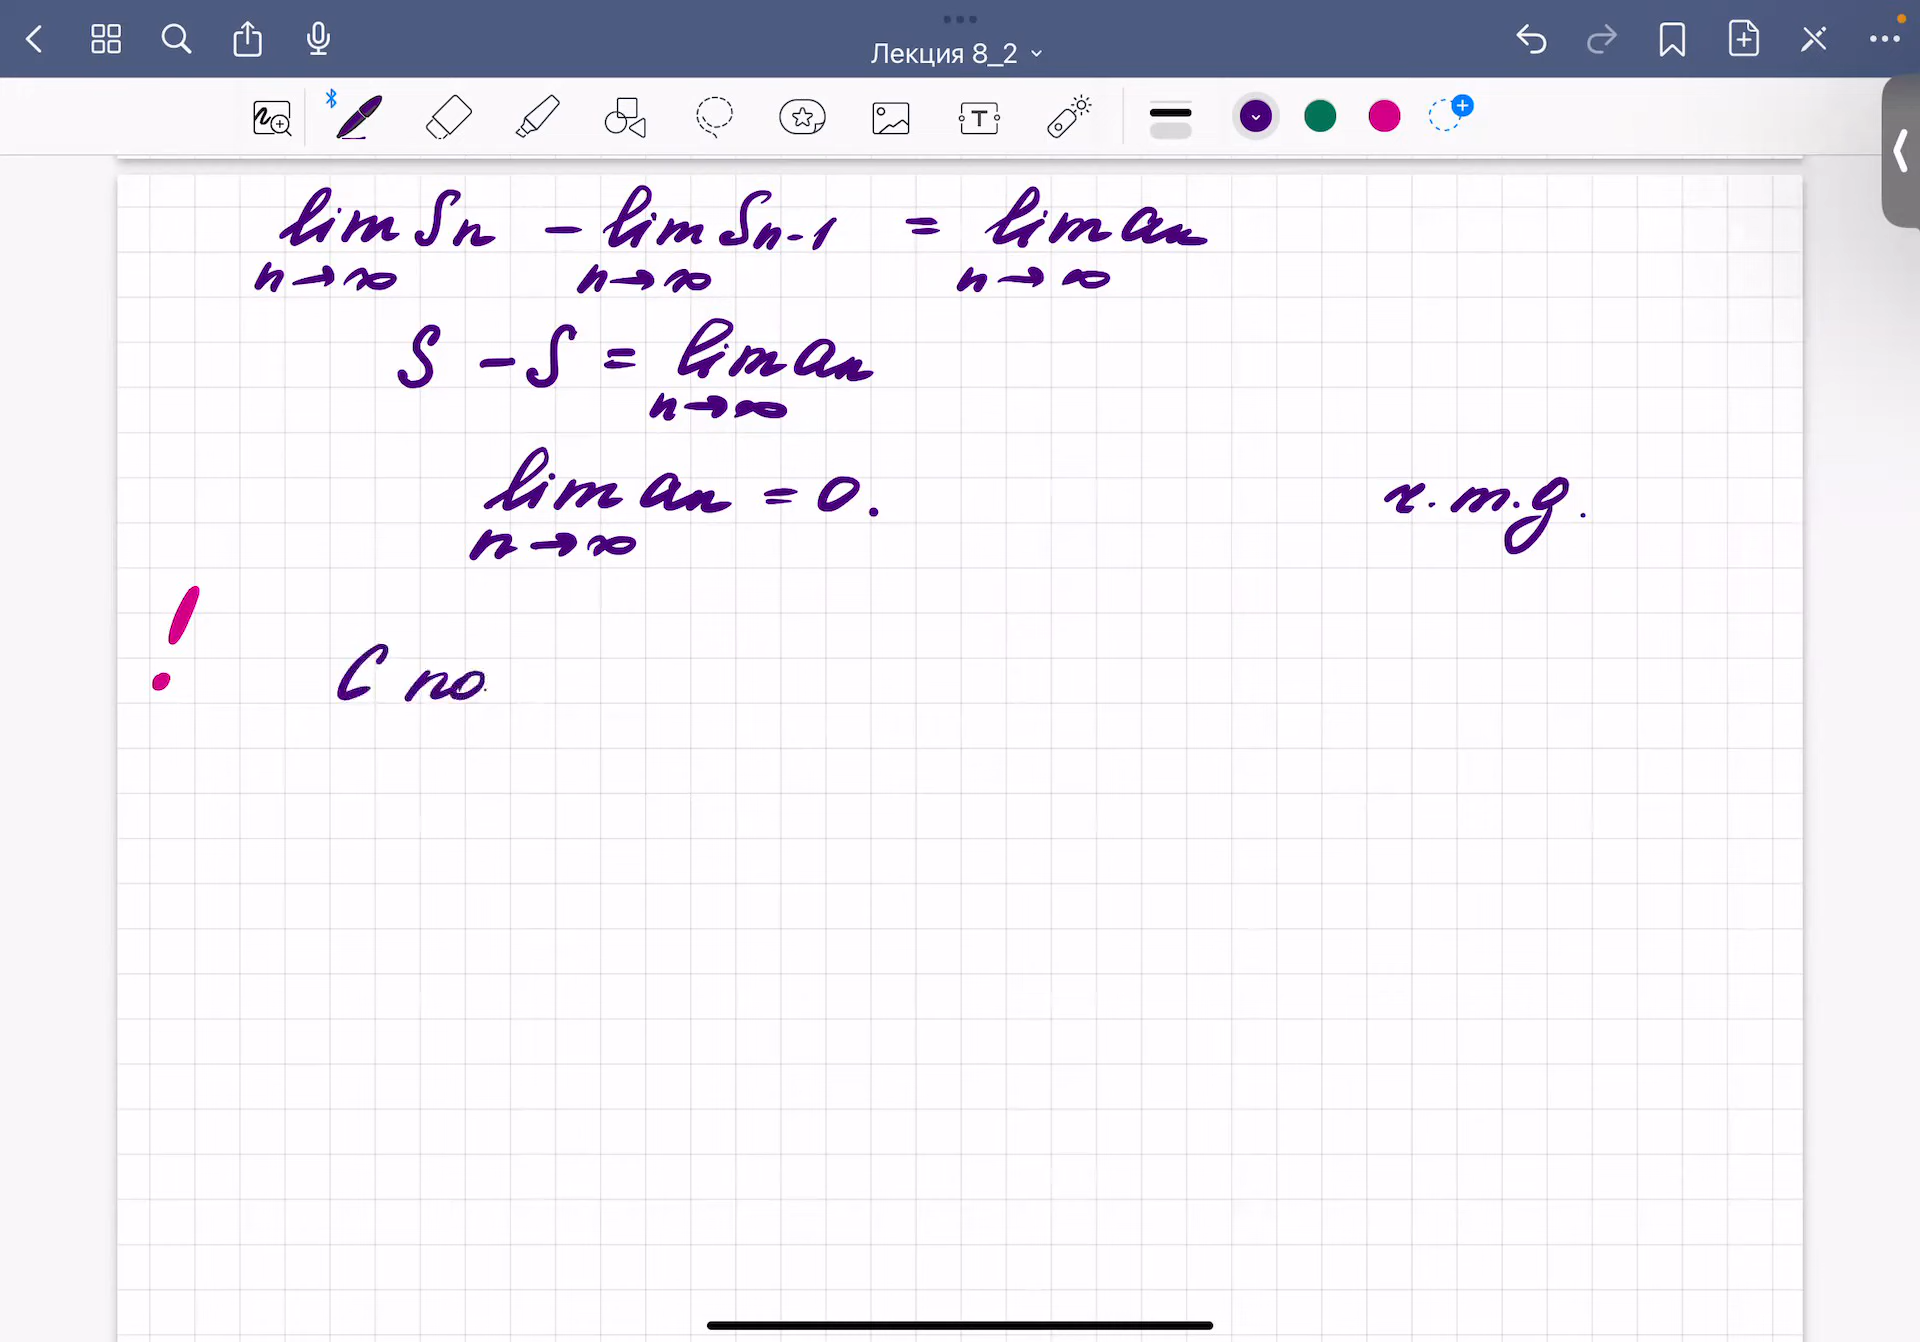 Лекция 8_2
T
lim Sn - lim Sn-1 = lim an
n→∞ n→∞ n→∞
S - S = lim an
n→∞
lim an = 0. ч.т.д.
n→∞
!
С по